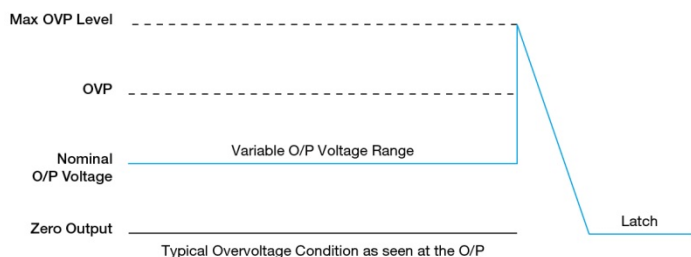 Max OVP Level
OVP
Variable O/P Voltage Range
Nominal
O/P Voltage
Latch
Zero Output
Typical Overvoltage Condition as seen at the O/P